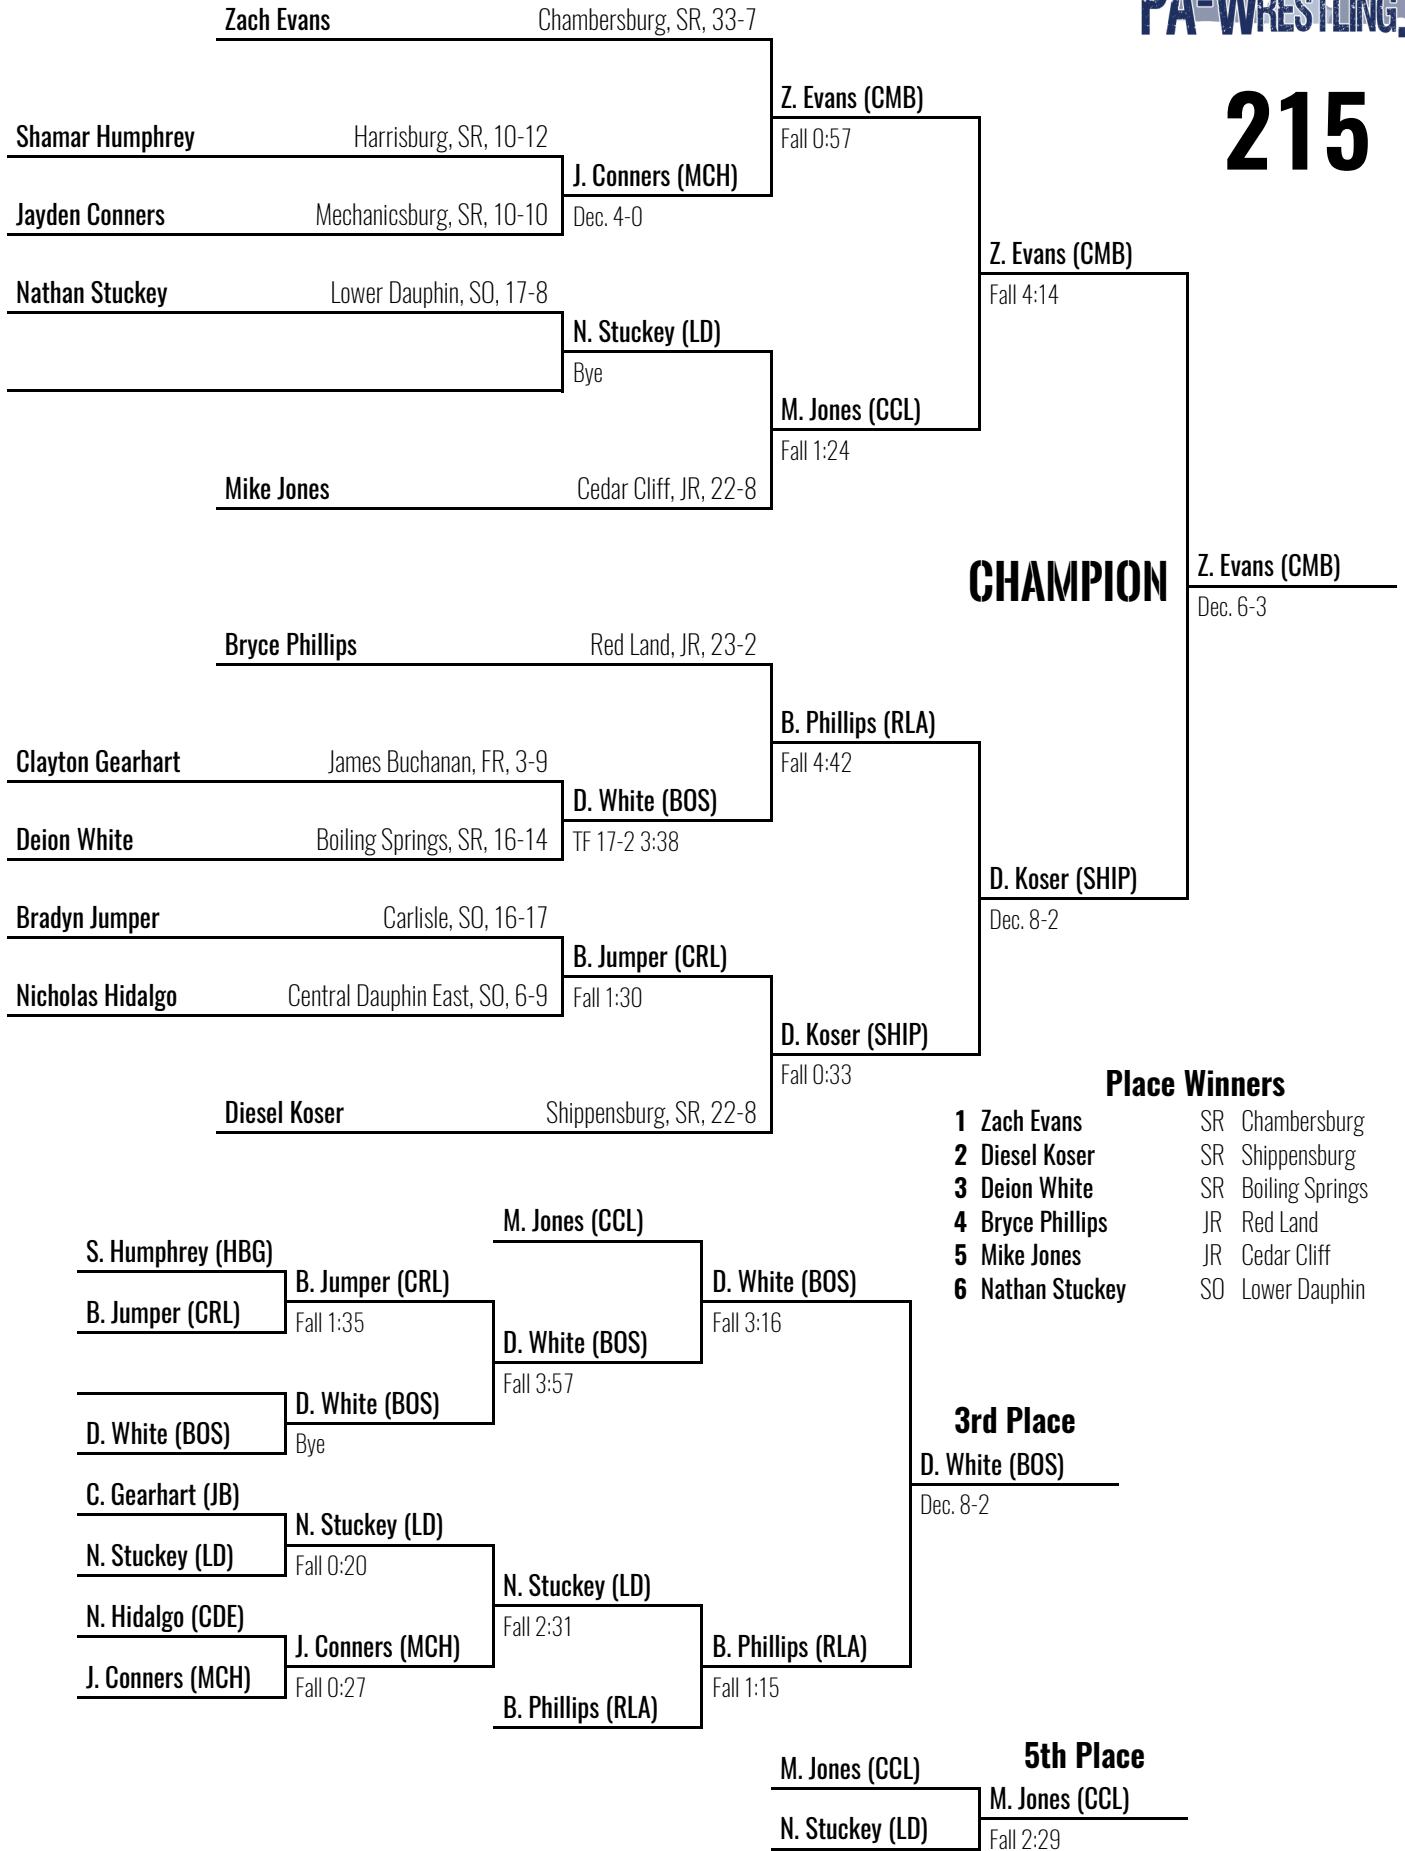 PA-WRESTLING.
215
Zach Evans Chambersburg, SR, 33-7
Z. Evans (CMB)
Fall 0:57
Shamar Humphrey Harrisburg, SR, 10-12
J. Conners (MCH)
Dec. 4-0
Jayden Conners Mechanicsburg, SR, 10-10
Z. Evans (CMB)
Fall 4:14
Nathan Stuckey Lower Dauphin, SO, 17-8
N. Stuckey (LD)
Bye
M. Jones (CCL)
Fall 1:24
Mike Jones Cedar Cliff, JR, 22-8
CHAMPION
Z. Evans (CMB)
Dec. 6-3
Bryce Phillips Red Land, JR, 23-2
B. Phillips (RLA)
Fall 4:42
Clayton Gearhart James Buchanan, FR, 3-9
D. White (BOS)
TF 17-2 3:38
Deion White Boiling Springs, SR, 16-14
D. Koser (SHIP)
Dec. 8-2
Bradyn Jumper Carlisle, SO, 16-17
B. Jumper (CRL)
Fall 1:30
Nicholas Hidalgo Central Dauphin East, SO, 6-9
D. Koser (SHIP)
Fall 0:33
Diesel Koser Shippensburg, SR, 22-8
Place Winners
1 Zach Evans SR Chambersburg
2 Diesel Koser SR Shippensburg
3 Deion White SR Boiling Springs
4 Bryce Phillips JR Red Land
5 Mike Jones JR Cedar Cliff
6 Nathan Stuckey SO Lower Dauphin
M. Jones (CCL)
S. Humphrey (HBG)
B. Jumper (CRL)
Fall 1:35
B. Jumper (CRL)
D. White (BOS)
Fall 3:16
D. White (BOS)
Fall 3:57
D. White (BOS)
Bye
D. White (BOS)
3rd Place
D. White (BOS)
Dec. 8-2
C. Gearhart (JB)
N. Stuckey (LD)
Fall 0:20
N. Stuckey (LD)
N. Stuckey (LD)
Fall 2:31
N. Hidalgo (CDE)
J. Conners (MCH)
Fall 0:27
J. Conners (MCH)
B. Phillips (RLA)
Fall 1:15
B. Phillips (RLA)
5th Place
M. Jones (CCL)
M. Jones (CCL)
Fall 2:29
N. Stuckey (LD)